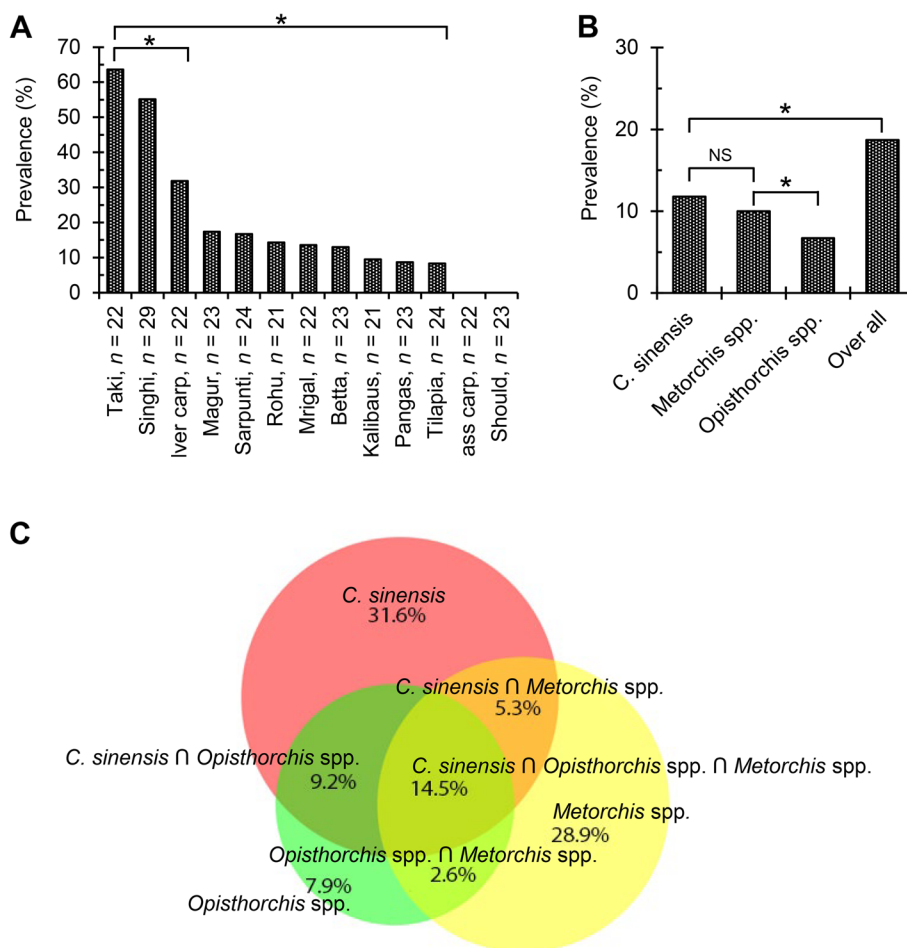 A
*
*
70
60
50
40
30
20
10
0
Prevalence (%)
Taki, n = 22
Singhi, n = 29
lver carp, n = 22
Magur, n = 23
Sarpunti, n = 24
Rohu, n = 21
Mrigal, n = 22
Betta, n = 23
Kalibaus, n = 21
Pangas, n = 23
Tilapia, n = 24
ass carp, n = 22
Should, n = 23
B
30
20
10
0
Prevalence (%)
*
NS
*
C. sinensis
Metorchis spp.
Opisthorchis spp.
Over all
C
C. sinensis
31.6%
C. sinensis ∩ Metorchis spp.
5.3%
C. sinensis ∩ Opisthorchis spp.
9.2%
C. sinensis ∩ Opisthorchis spp. ∩ Metorchis spp.
14.5%
Metorchis spp.
28.9%
Opisthorchis spp. ∩ Metorchis spp.
2.6%
7.9%
Opisthorchis spp.